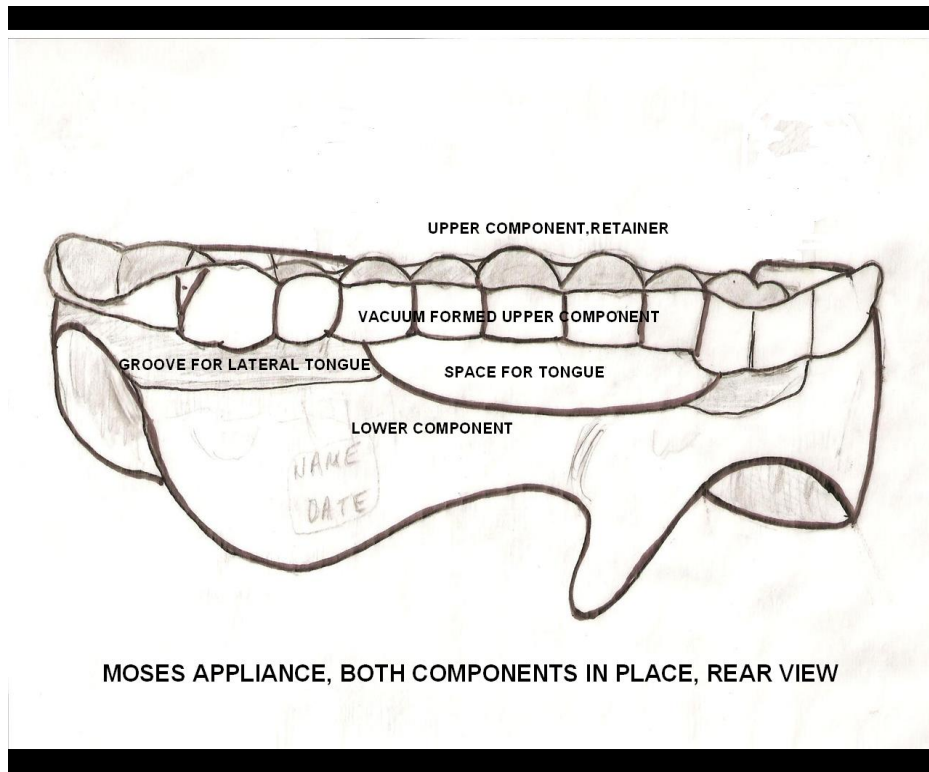 UPPER COMPONENT,RETAINER
VACUUM FORMED UPPER COMPONENT
GROOVE FOR LATERAL TONGUE
SPACE FOR TONGUE
LOWER COMPONENT
NAME
DATE
MOSES APPLIANCE, BOTH COMPONENTS IN PLACE, REAR VIEW